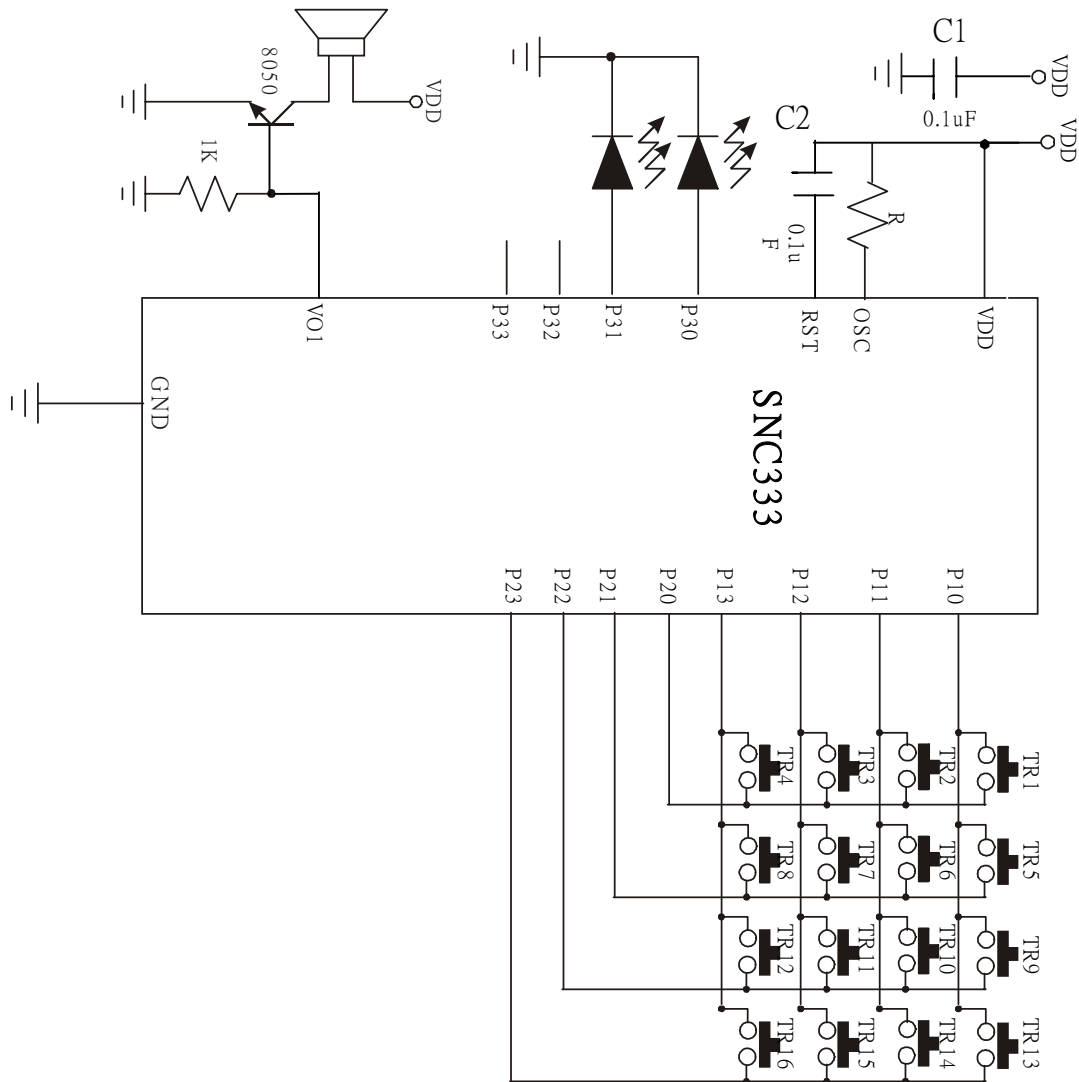 C1
VDD
0.1uF
VDD
C2
8050
VDD
1K
R
0.1u
F
VO1
P33
P32
P31
P30
RST
OSC
VDD
GND
SNC333
P23
P22
P21
P20
P13
P12
P11
P10
TR4
TR3
TR2
TR1
TR8
TR7
TR6
TR5
TR12
TR11
TR10
TR9
TR16
TR15
TR14
TR13